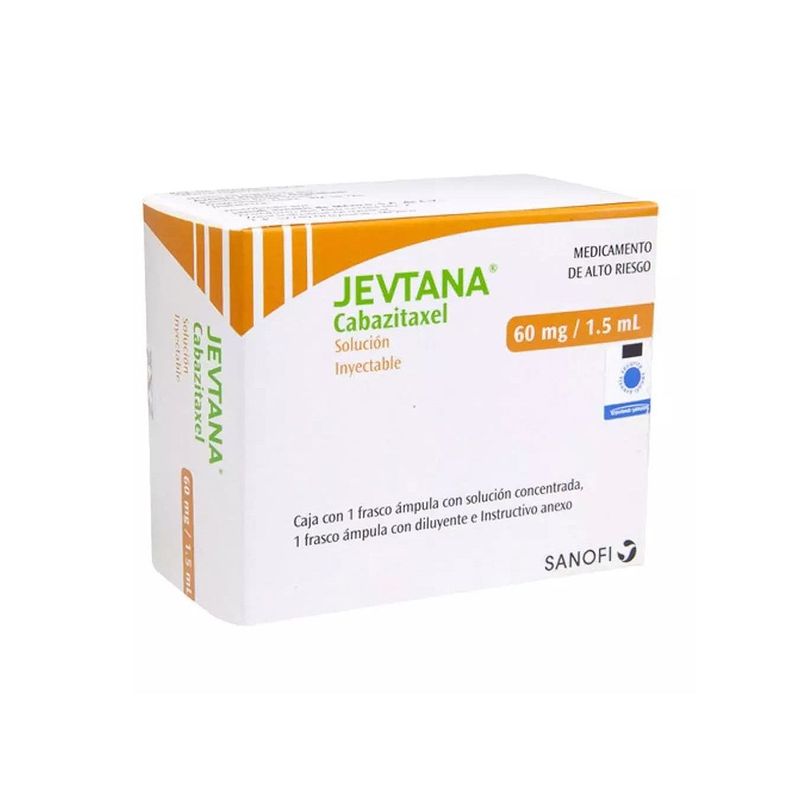 JEVTANA®
Cabazitaxel
Solución
Inyectable
MEDICAMENTO
DE ALTO RIESGO
60 mg / 1.5 mL
Caja con 1 frasco ámpula con solución concentrada,
1 frasco ámpula con diluyente e Instructivo anexo
SANOFI
JEVTANA®
Cabazitaxel
Solución
Inyectable
60 mg / 1.5 mL